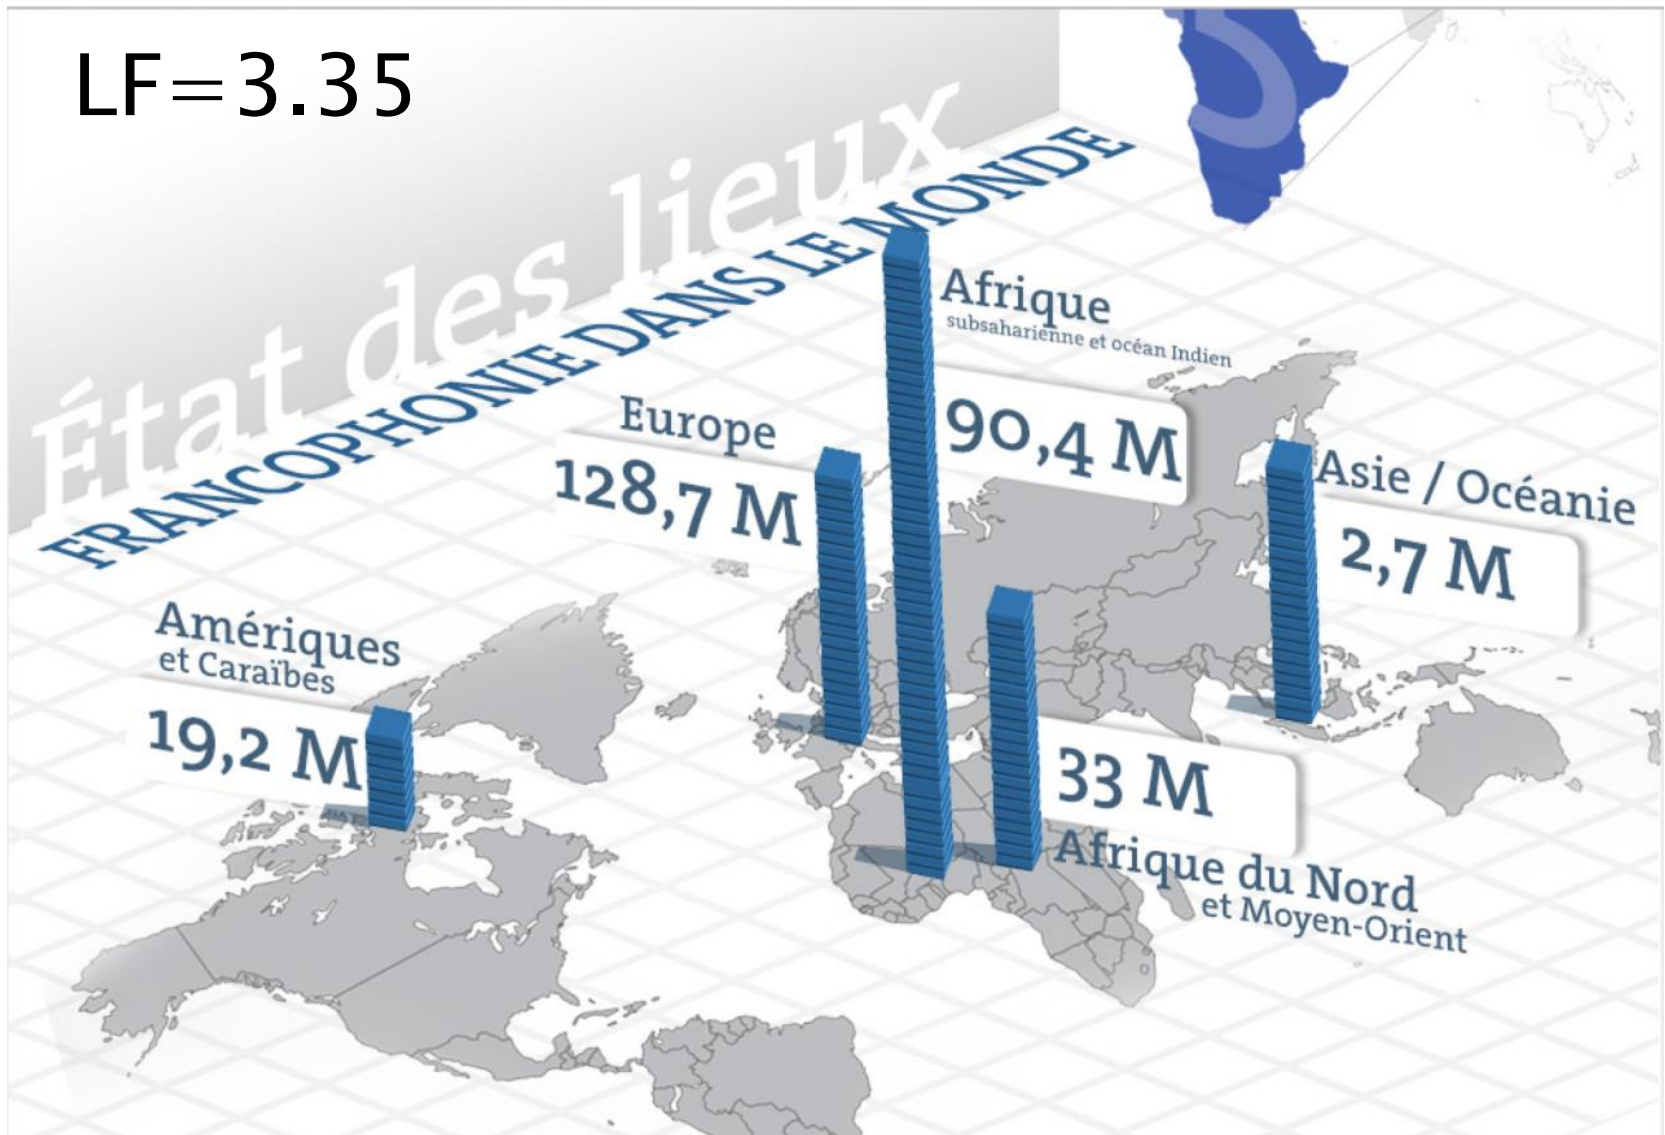 LF=3.35
État des lieux
FRANCOPHONIE DANS LE MONDE
Afrique
subsaharienne et océan Indien
90,4 M
Europe
128,7 M
Asie / Océanie
2,7 M
Amériques
et Caraïbes
19,2 M
33 M
Afrique du Nord
et Moyen-Orient